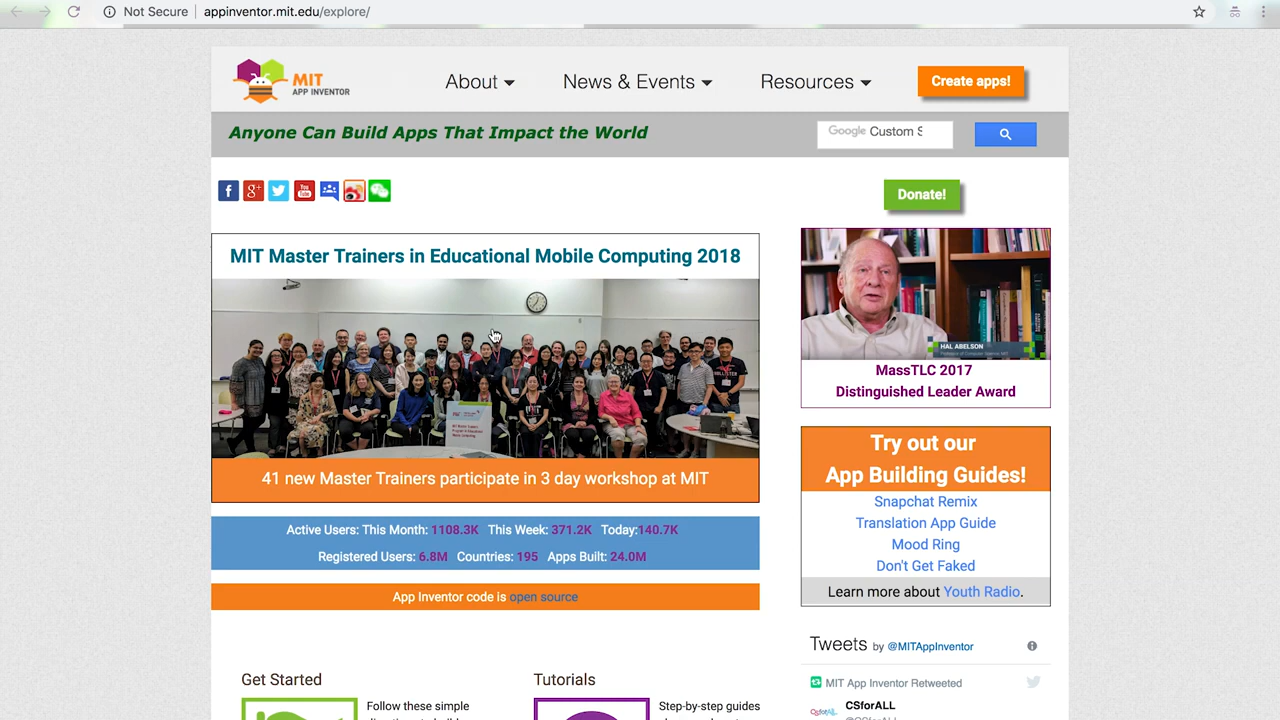 Not Secure appinventor.mit.edu/explore/
MIT
APP INVENTOR
About
News & Events
Resources
Create apps!
Anyone Can Build Apps That Impact the World
Google Custom S
Donate!
MIT Master Trainers in Educational Mobile Computing 2018
41 new Master Trainers participate in 3 day workshop at MIT
Active Users: This Month: 1108.3K This Week: 371.2K Today:140.7K
Registered Users: 6.8M Countries: 195 Apps Built: 24.0M
App Inventor code is open source
HAL ABELSON
MassTLC 2017
Distinguished Leader Award
Try out our
App Building Guides!
Snapchat Remix
Translation App Guide
Mood Ring
Don't Get Faked
Learn more about Youth Radio.
Tweets by @MITAppInventor
MIT App Inventor Retweeted
CSforALL
Get Started
Follow these simple
Tutorials
Step-by-step guides